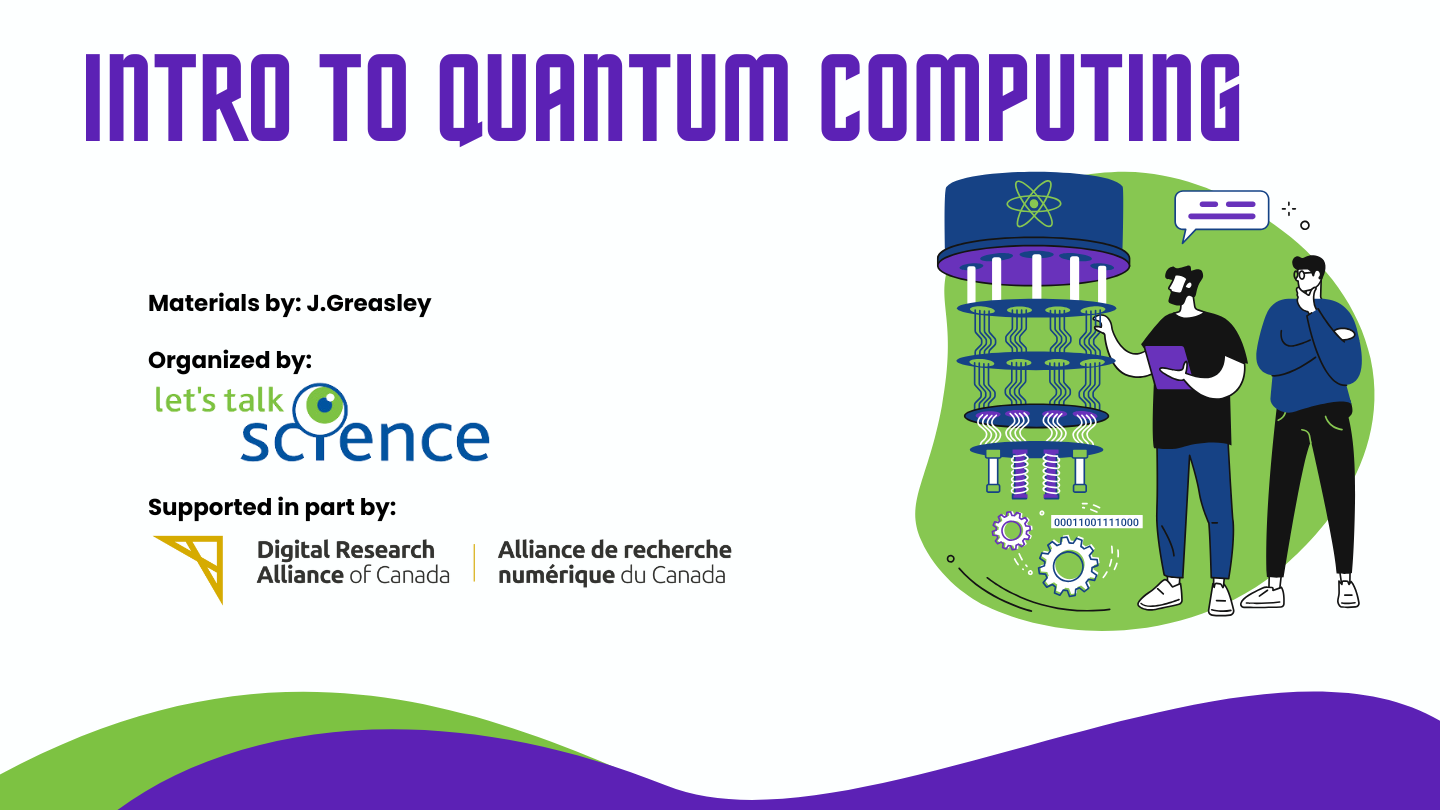 INTRO TO QUANTUM COMPUTING
Materials by: J.Greasley
Organized by:
let's talk
science
Supported in part by:
Digital Research
Alliance of Canada
Alliance de recherche
numérique du Canada
00011001111000